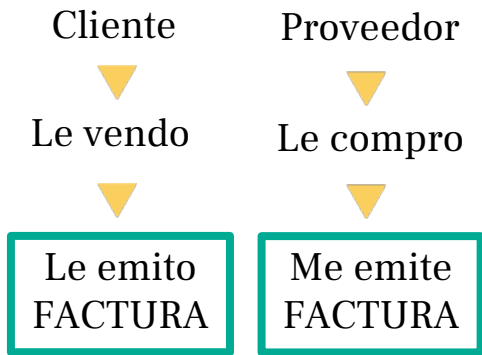 Cliente
Le vendo
Le emito
FACTURA
Proveedor
Le compro
Me emite
FACTURA